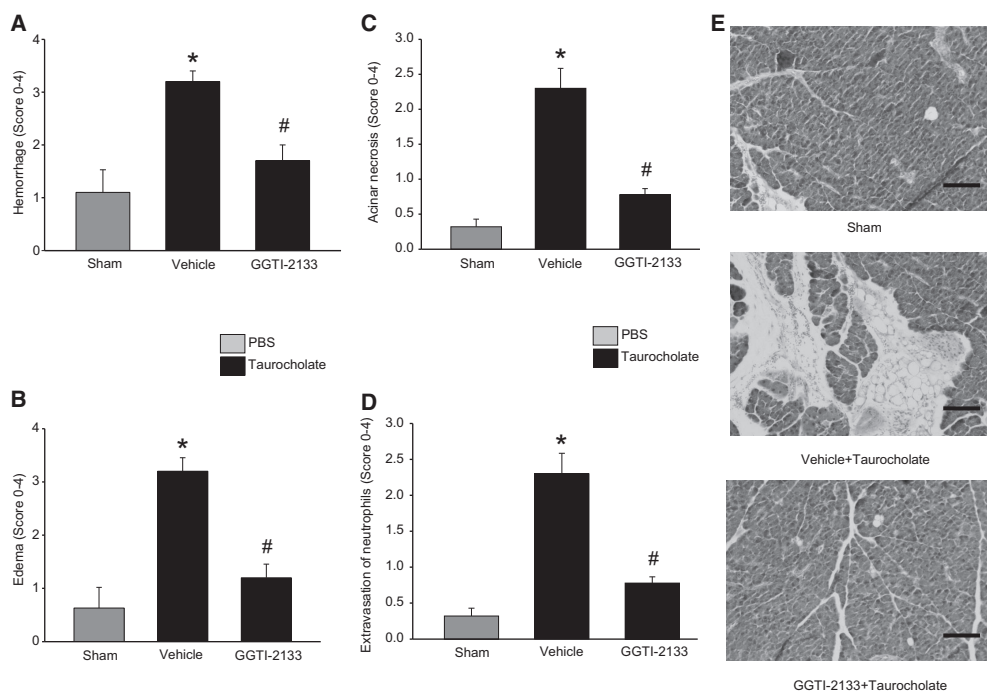 A
Hemorrhage (Score 0-4)
4
3
2
1
0
*
#
Sham Vehicle GGTI-2133
C
Acinar necrosis (Score 0-4)
3.0
2.5
2.0
1.5
1.0
0.5
0.0
*
#
Sham Vehicle GGTI-2133
PBS
Taurocholate
PBS
Taurocholate
B
Edema (Score 0-4)
4
3
2
1
0
*
#
Sham Vehicle GGTI-2133
D
Extravasation of neutrophils (Score 0-4)
3.0
2.5
2.0
1.5
1.0
0.5
0.0
*
#
Sham Vehicle GGTI-2133
E
Sham
Vehicle+Taurocholate
GGTI-2133+Taurocholate